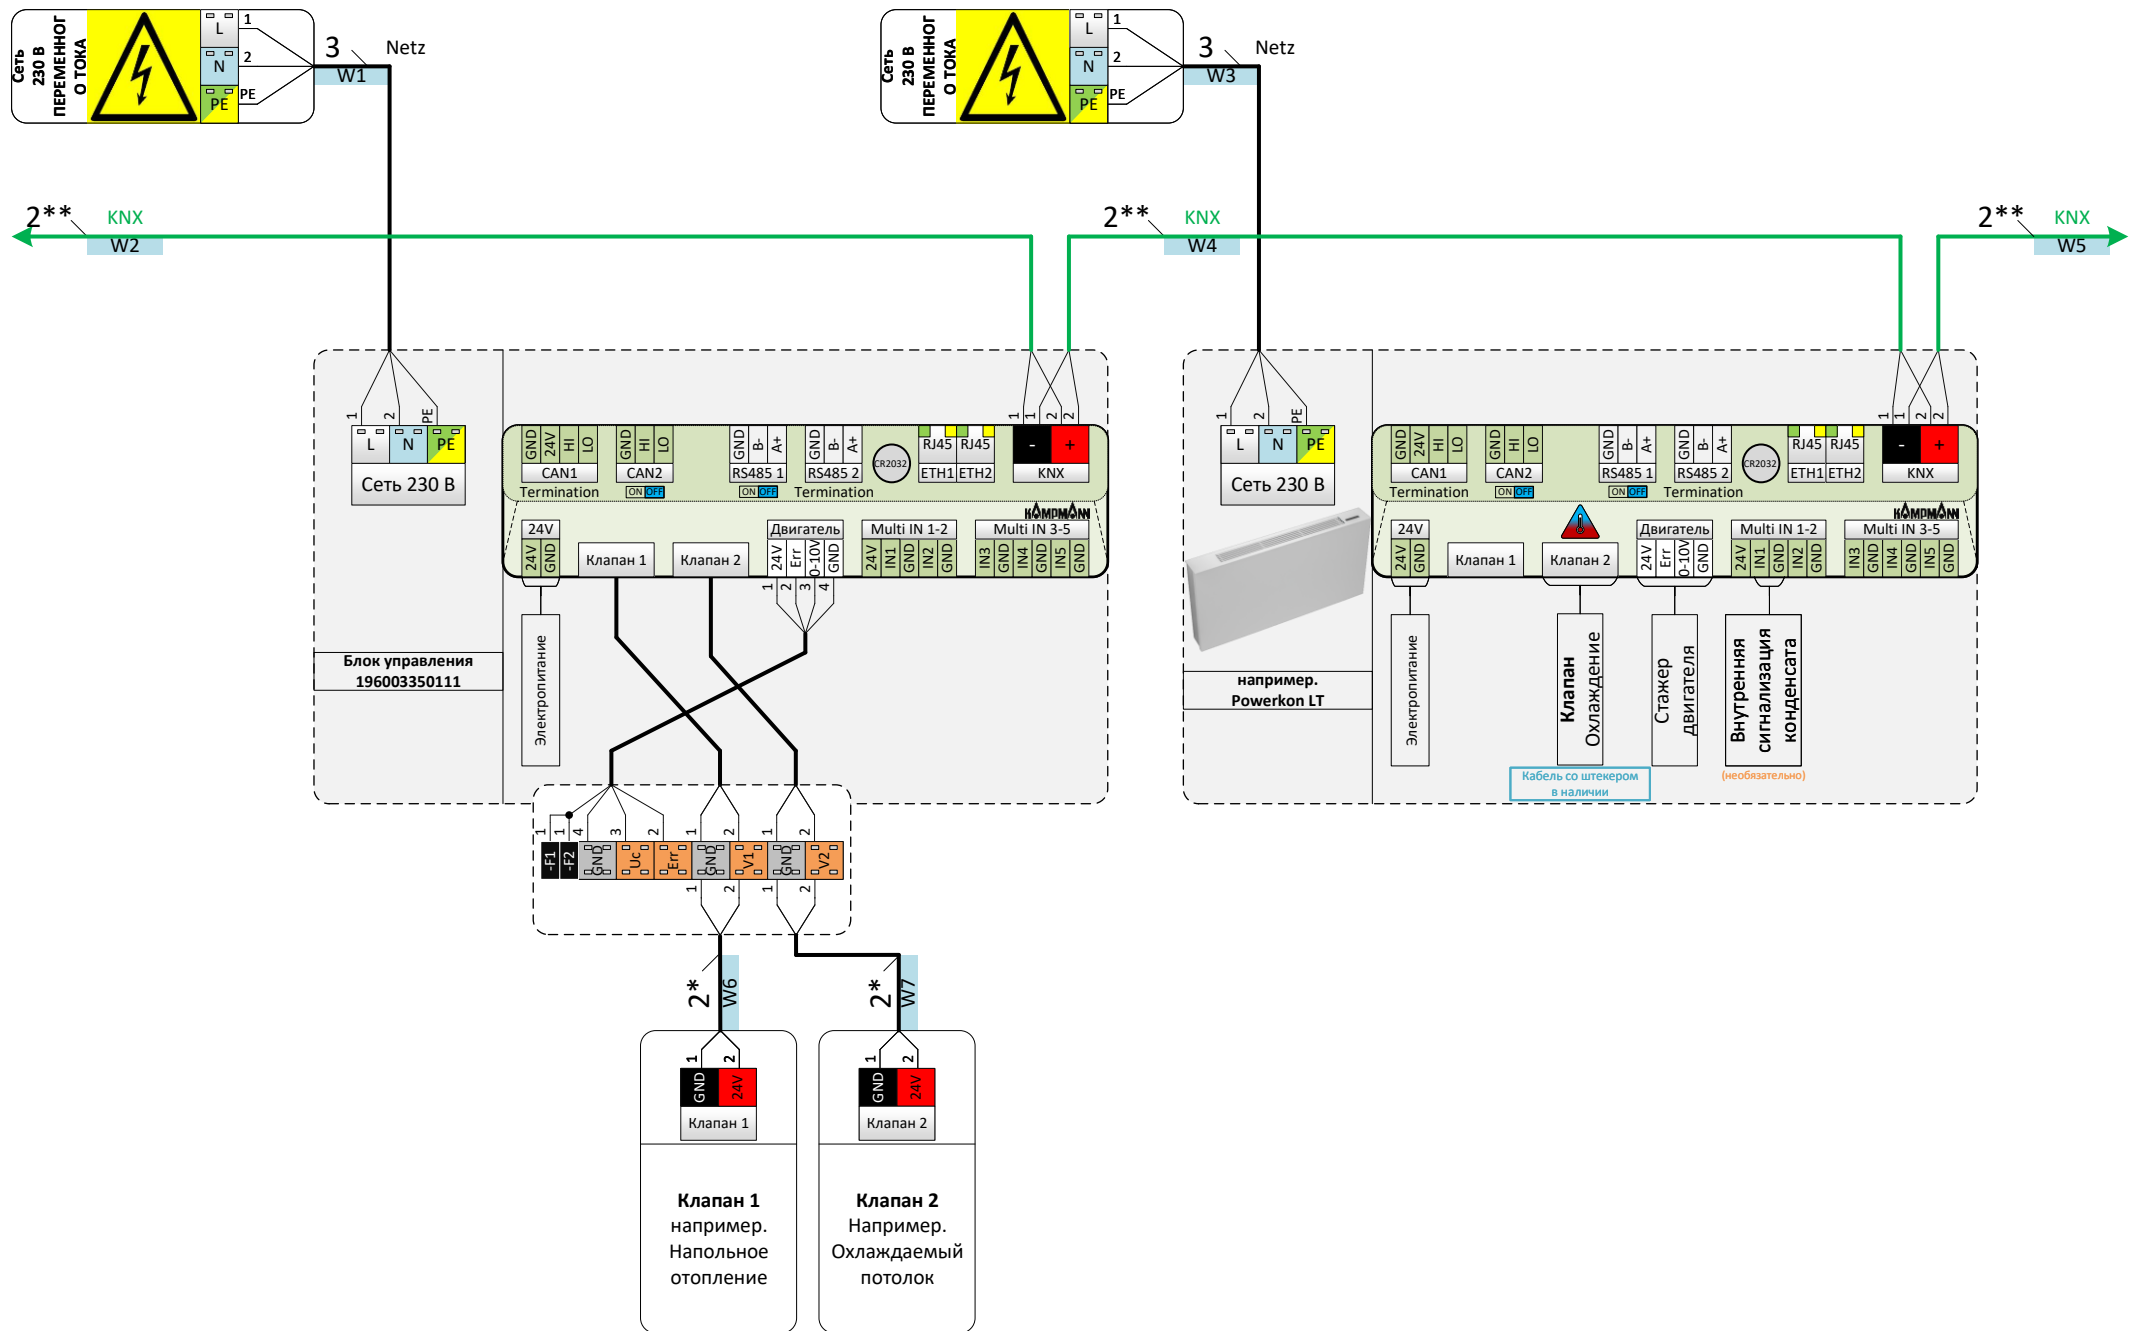 Сеть
230 В
ПЕРЕМЕННОГ
О ТОКА
L
N
PE
1
2
PE
3
Netz
W1
Сеть
230 В
ПЕРЕМЕННОГ
О ТОКА
L
N
PE
1
2
PE
3
Netz
W3
2**
KNX
W2
2**
KNX
W4
2**
KNX
W5
1
2
PE
L
N
PE
Сеть 230 В
Блок управления
196003350111
1 1 2 2
GND 24V HI LO
CAN1
GND HI LO
CAN2
GND B- A+
RS485 1
GND B- A+
RS485 2
CR2032
RJ45 RJ45
ETH1 ETH2
- +
KNX
Termination
ON OFF
ON OFF
Termination
KAMPMANN
24V
24V GND
Клапан 1
Клапан 2
Двигатель
24V Err 0-10V GND
Multi IN 1-2
24V IN1 GND IN2 GND
Multi IN 3-5
IN3 GND IN4 GND IN5 GND
1 2 3 4
Электропитание
1
2
PE
L
N
PE
Сеть 230 В
например.
Powerkon LT
1 1 2 2
GND 24V HI LO
CAN1
GND HI LO
CAN2
GND B- A+
RS485 1
GND B- A+
RS485 2
CR2032
RJ45 RJ45
ETH1 ETH2
- +
KNX
Termination
ON OFF
ON OFF
Termination
KAMPMANN
24V
24V GND
Клапан 1
Клапан 2
Двигатель
24V Err 0-10V GND
Multi IN 1-2
24V IN1 GND IN2 GND
Multi IN 3-5
IN3 GND IN4 GND IN5 GND
Электропитание
Клапан
Охлаждение
Кабель со штекером
в наличии
Стажер
двигателя
Внутренняя
сигнализация
конденсата
(необязательно)
1 1 4 3 2 1 2 1 2
-F1 -F2 GND Uc Err GND V1 GND V2
1 2 1 2
2*
W6
2*
W7
1 2
GND 24V
Клапан 1
Клапан 1
например.
Напольное
отопление
1 2
GND 24V
Клапан 2
Клапан 2
Например.
Охлаждаемый
потолок